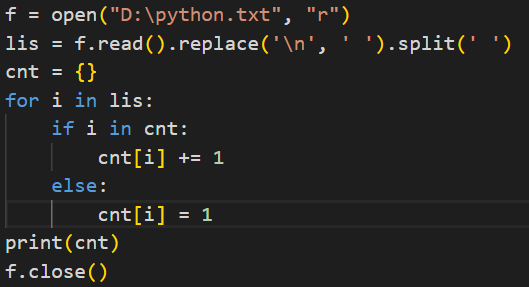 f = open("D:\python.txt", "r")
lis = f.read().replace('\n', ' ').split(' ')
cnt = {}
for i in lis:
    if i in cnt:
        cnt[i] += 1
    else:
        cnt[i] = 1
print(cnt)
f.close()